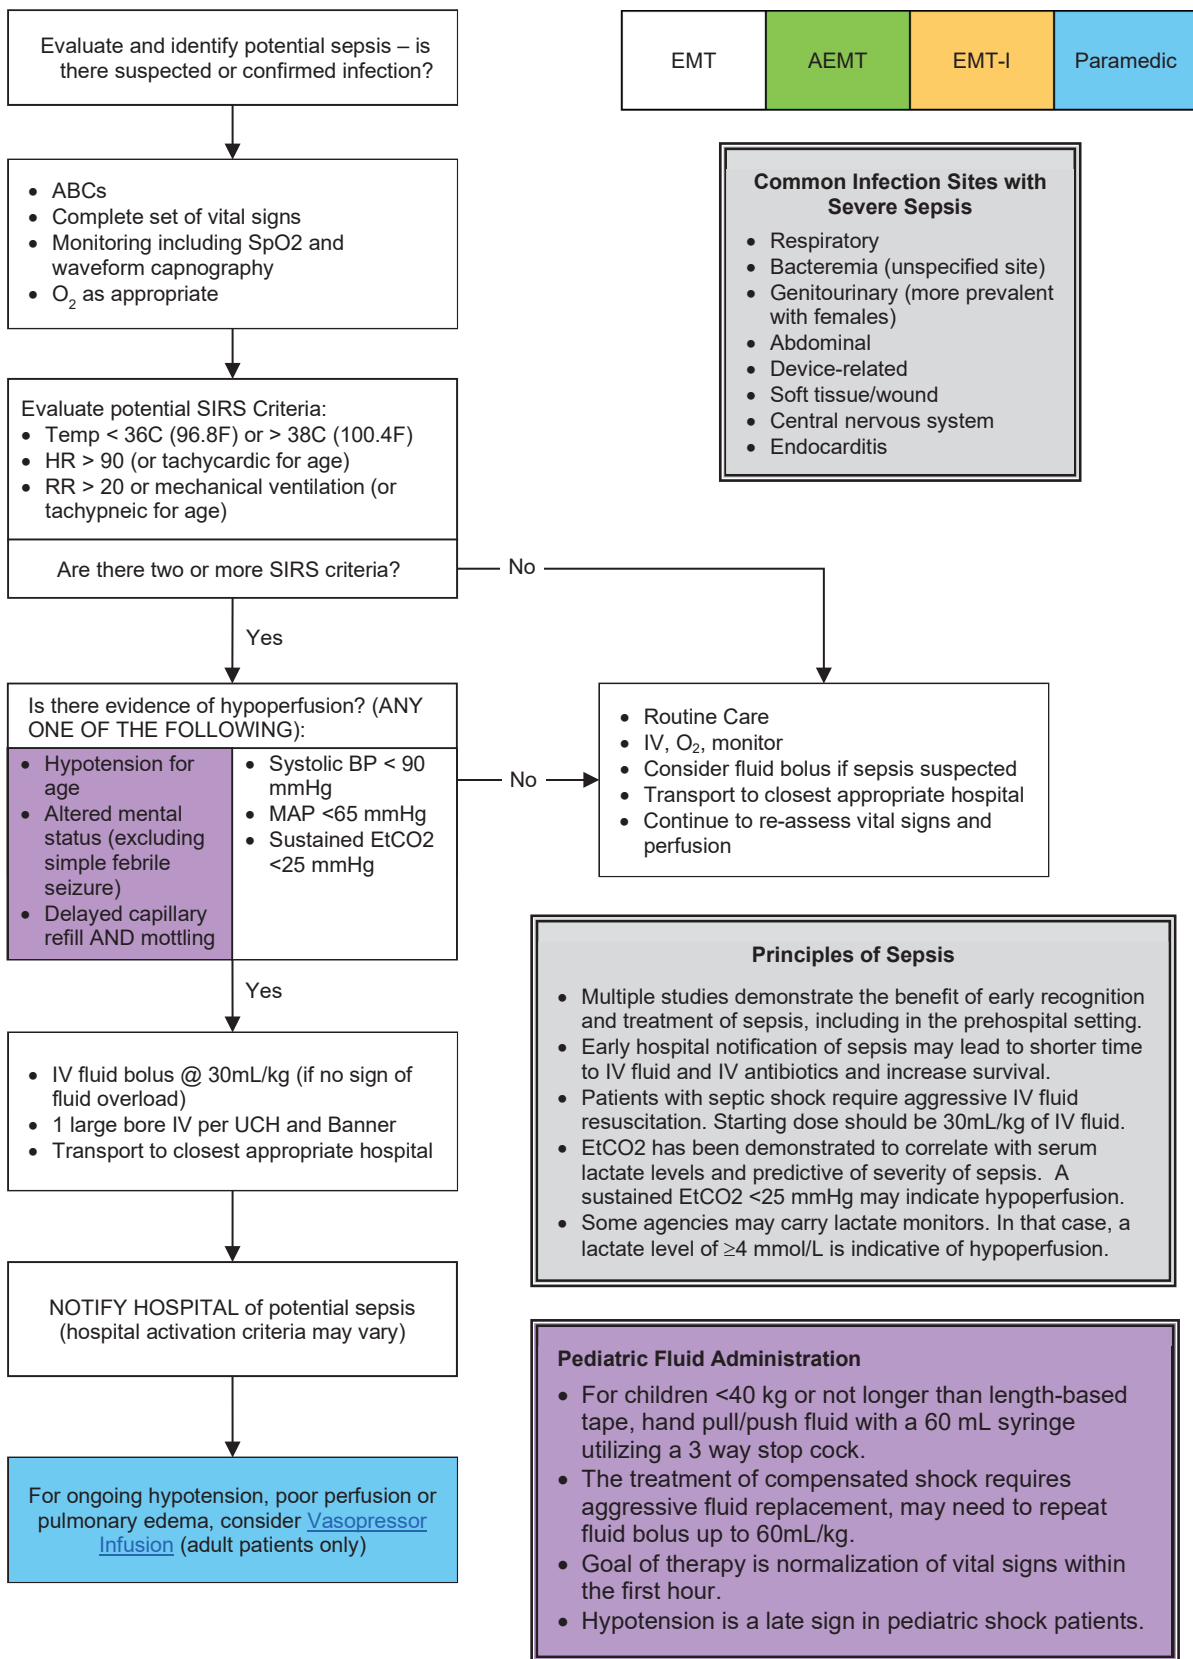 Evaluate and identify potential sepsis – is
there suspected or confirmed infection?
EMT
AEMT
EMT-I
Paramedic
• ABCs
• Complete set of vital signs
• Monitoring including SpO2 and
waveform capnography
• O2 as appropriate
Common Infection Sites with
Severe Sepsis
• Respiratory
• Bacteremia (unspecified site)
• Genitourinary (more prevalent
with females)
• Abdominal
• Device-related
• Soft tissue/wound
• Central nervous system
• Endocarditis
Evaluate potential SIRS Criteria:
• Temp < 36C (96.8F) or > 38C (100.4F)
• HR > 90 (or tachycardic for age)
• RR > 20 or mechanical ventilation (or
tachypneic for age)
Are there two or more SIRS criteria?
No
Yes
Is there evidence of hypoperfusion? (ANY
ONE OF THE FOLLOWING):
• Hypotension for
age
• Altered mental
status (excluding
simple febrile
seizure)
• Delayed capillary
refill AND mottling
• Systolic BP < 90
mmHg
• MAP <65 mmHg
• Sustained EtCO2
<25 mmHg
No
• Routine Care
• IV, O2, monitor
• Consider fluid bolus if sepsis suspected
• Transport to closest appropriate hospital
• Continue to re-assess vital signs and
perfusion
Yes
• IV fluid bolus @ 30mL/kg (if no sign of
fluid overload)
• 1 large bore IV per UCH and Banner
• Transport to closest appropriate hospital
Principles of Sepsis
• Multiple studies demonstrate the benefit of early recognition
and treatment of sepsis, including in the prehospital setting.
• Early hospital notification of sepsis may lead to shorter time
to IV fluid and IV antibiotics and increase survival.
• Patients with septic shock require aggressive IV fluid
resuscitation. Starting dose should be 30mL/kg of IV fluid.
• EtCO2 has been demonstrated to correlate with serum
lactate levels and predictive of severity of sepsis. A
sustained EtCO2 <25 mmHg may indicate hypoperfusion.
• Some agencies may carry lactate monitors. In that case, a
lactate level of ≥4 mmol/L is indicative of hypoperfusion.
NOTIFY HOSPITAL of potential sepsis
(hospital activation criteria may vary)
For ongoing hypotension, poor perfusion or
pulmonary edema, consider Vasopressor
Infusion (adult patients only)
Pediatric Fluid Administration
• For children <40 kg or not longer than length-based
tape, hand pull/push fluid with a 60 mL syringe
utilizing a 3 way stop cock.
• The treatment of compensated shock requires
aggressive fluid replacement, may need to repeat
fluid bolus up to 60mL/kg.
• Goal of therapy is normalization of vital signs within
the first hour.
• Hypotension is a late sign in pediatric shock patients.